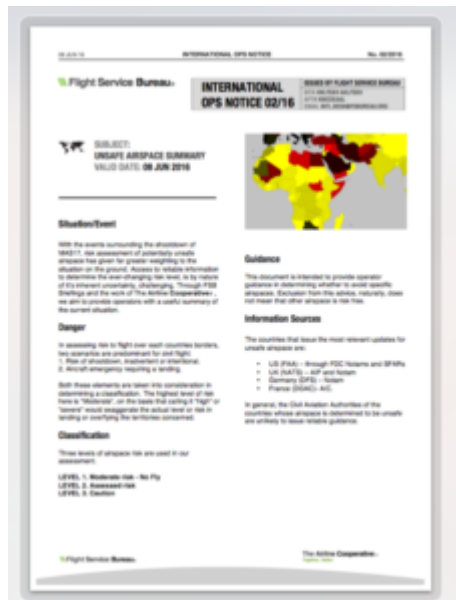 08 JUN 16
INTERNATIONAL OPS NOTICE
No. 02/2016
Flight Service Bureau
INTERNATIONAL
OPS NOTICE 02/16
ISSUED BY FLIGHT SERVICE BUREAU
SUBJECT:
UNSAFE AIRSPACE SUMMARY
VALID DATE: 08 JUN 2016
Situation/Event
With the events surrounding the shootdown of
MH17, risk assessment of potentially unsafe
airspace has given far greater weighting to the
situation on the ground. Access to reliable information
to determine the ever-changing risk level, is by nature
of it's inherent uncertainty, challenging. Through FSB
Briefings and the work of The Airline Cooperative,
we aim to provide operators with a useful summary of
the current situation.
Danger
In assessing risk to flight over each countries borders,
two scenarios are predominant for civil flight:
1. Risk of shootdown, inadvertent or intentional.
2. Aircraft emergency requiring a landing.
Both these elements are taken into consideration in
determining a classification. The highest level of risk
here is "Moderate", on the basis that calling it "high" or
"severe" would exaggerate the actual level or risk in
landing or overflying the territories concerned.
Classification
Three levels of airspace risk are used in our
assessment.
LEVEL 1. Moderate risk - No Fly
LEVEL 2. Assessed risk
LEVEL 3. Caution
Guidance
This document is intended to provide operator
guidance in determining whether to avoid specific
airspaces. Exclusion from this advice, naturally, does
not mean that other airspace is risk free.
Information Sources
The countries that issue the most relevant updates for
unsafe airspace are:
• US (FAA) – through FDC Notams and SFARs
• UK (NATS) – AIP and Notam
• Germany (DFS) – Notam
• France (DGAC): AIC.
In general, the Civil Aviation Authorities of the
countries whose airspace is determined to be unsafe
are unlikely to issue reliable guidance.
Flight Service Bureau
The Airline Cooperative